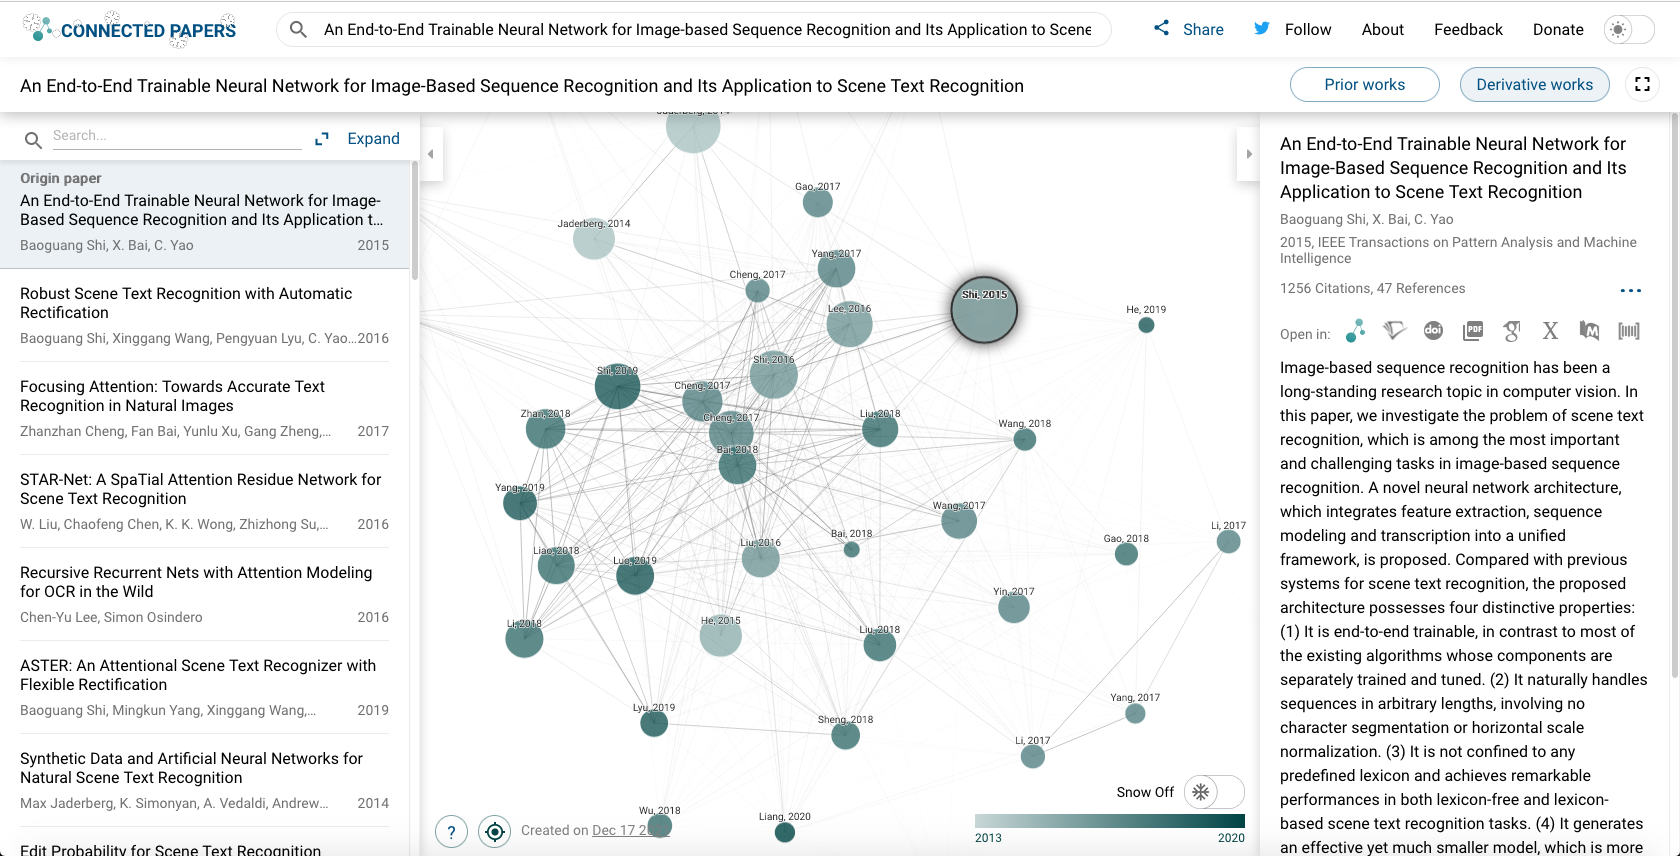 CONNECTED PAPERS
An End-to-End Trainable Neural Network for Image-based Sequence Recognition and Its Application to Scene
Share
Follow
About
Feedback
Donate
An End-to-End Trainable Neural Network for Image-Based Sequence Recognition and Its Application to Scene Text Recognition
Prior works
Derivative works
Search...
Expand
Origin paper
An End-to-End Trainable Neural Network for Image-
Based Sequence Recognition and Its Application t...
Baoguang Shi, X. Bai, C. Yao 2015
Robust Scene Text Recognition with Automatic
Rectification
Baoguang Shi, Xinggang Wang, Pengyuan Lyu, C. Yao... 2016
Focusing Attention: Towards Accurate Text
Recognition in Natural Images
Zhanzhan Cheng, Fan Bai, Yunlu Xu, Gang Zheng,... 2017
STAR-Net: A SpaTial Attention Residue Network for
Scene Text Recognition
W. Liu, Chaofeng Chen, K. K. Wong, Zhizhong Su,... 2016
Recursive Recurrent Nets with Attention Modeling
for OCR in the Wild
Chen-Yu Lee, Simon Osindero 2016
ASTER: An Attentional Scene Text Recognizer with
Flexible Rectification
Baoguang Shi, Mingkun Yang, Xinggang Wang,... 2019
Synthetic Data and Artificial Neural Networks for
Natural Scene Text Recognition
Max Jaderberg, K. Simonyan, A. Vedaldi, Andrew... 2014
Edit Probability for Scene Text Recognition
Jaderberg, 2014
Gao, 2017
Jaderberg, 2014
Yang, 2017
Cheng, 2017
Shi, 2015
Lee, 2016
He, 2019
Shi, 2016
Shi, 2019
Cheng, 2017
Zhan, 2018
Cheng, 2017
Liu, 2018
Wang, 2018
Bai, 2018
Yang, 2019
Wang, 2017
Li, 2017
Bai, 2018
Gao, 2018
Liu, 2016
Liao, 2018
Luo, 2019
Yin, 2017
He, 2015
Li, 2018
Liu, 2018
Yang, 2017
Lyu, 2019
Sheng, 2018
Li, 2017
Wu, 2018
Liang, 2020
Snow Off
?
Created on Dec 17
2013
2020
An End-to-End Trainable Neural Network for
Image-Based Sequence Recognition and Its
Application to Scene Text Recognition
Baoguang Shi, X. Bai, C. Yao
2015, IEEE Transactions on Pattern Analysis and Machine
Intelligence
1256 Citations, 47 References
Open in:
doi
PDF
g
X
Image-based sequence recognition has been a
long-standing research topic in computer vision. In
this paper, we investigate the problem of scene text
recognition, which is among the most important
and challenging tasks in image-based sequence
recognition. A novel neural network architecture,
which integrates feature extraction, sequence
modeling and transcription into a unified
framework, is proposed. Compared with previous
systems for scene text recognition, the proposed
architecture possesses four distinctive properties:
(1) It is end-to-end trainable, in contrast to most of
the existing algorithms whose components are
separately trained and tuned. (2) It naturally handles
sequences in arbitrary lengths, involving no
character segmentation or horizontal scale
normalization. (3) It is not confined to any
predefined lexicon and achieves remarkable
performances in both lexicon-free and lexicon-
based scene text recognition tasks. (4) It generates
an effective yet much smaller model, which is more